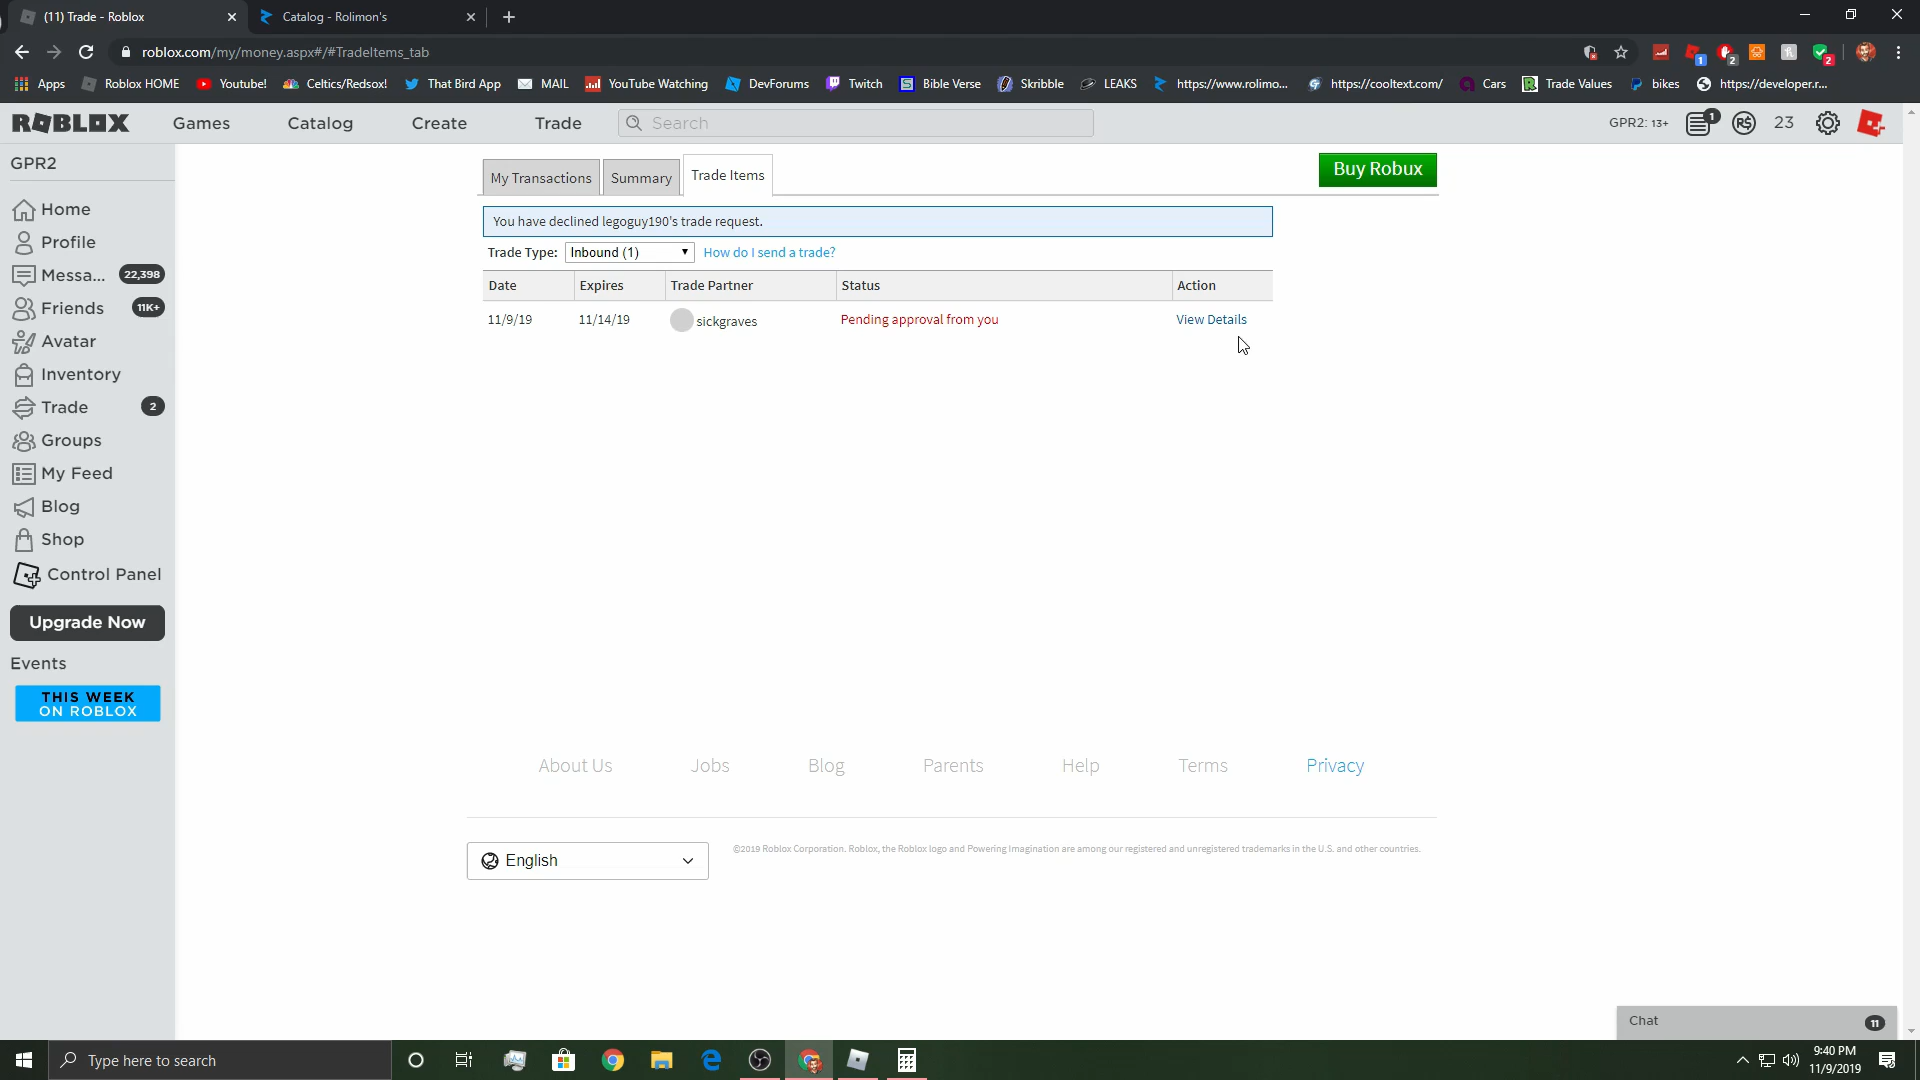 (11) Trade - Roblox
Catalog - Rolimon's
roblox.com/my/money.aspx#/#TradeItems_tab
Apps
Roblox HOME
Youtube!
Celtics/Redsox!
That Bird App
MAIL
YouTube Watching
DevForums
Twitch
Bible Verse
Skribble
LEAKS
https://www.rolimo...
https://cooltext.com/
Cars
Trade Values
bikes
https://developer.r...
1
2
2
ROBLOX
Games
Catalog
Create
Trade
Search
GPR2: 13+
1
23
GPR2
Home
Profile
Messa... 22,398
Friends 11K+
Avatar
Inventory
Trade 2
Groups
My Feed
Blog
Shop
Control Panel
Upgrade Now
Events
THIS WEEK
ON ROBLOX
My Transactions
Summary
Trade Items
Buy Robux
You have declined legoguy190's trade request.
Trade Type: Inbound (1) How do I send a trade?
Date Expires Trade Partner Status Action
11/9/19 11/14/19 sickgraves Pending approval from you View Details
About Us Jobs Blog Parents Help Terms Privacy
English
©2019 Roblox Corporation. Roblox, the Roblox logo and Powering Imagination are among our registered and unregistered trademarks in the U.S. and other countries.
Chat 11
Type here to search
9:40 PM
11/9/2019